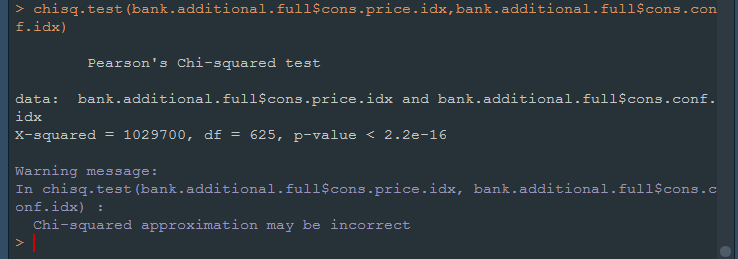 > chisq.test(bank.additional.full$cons.price.idx,bank.additional.full$cons.con
f.idx)
Pearson's Chi-squared test
data:  bank.additional.full$cons.price.idx and bank.additional.full$cons.conf.
idx
X-squared = 1029700, df = 625, p-value < 2.2e-16
Warning message:
In chisq.test(bank.additional.full$cons.price.idx, bank.additional.full$cons.c
onf.idx) :
  Chi-squared approximation may be incorrect
>